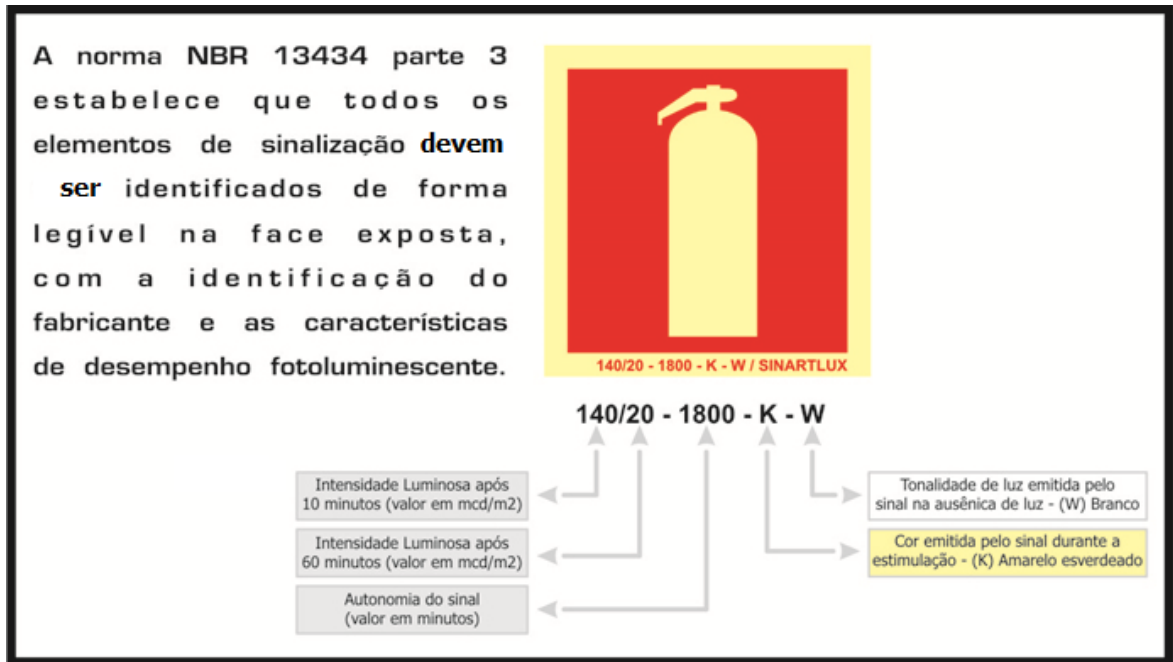 A norma NBR 13434 parte 3
estabelece que todos os
elementos de sinalização devem
ser identificados de forma
legível na face exposta,
com a identificação do
fabricante e as características
de desempenho fotoluminescente.
140/20 - 1800 - K - W / SINARTLUX
140/20 - 1800 - K - W
Intensidade Luminosa após
10 minutos (valor em mcd/m2)
Intensidade Luminosa após
60 minutos (valor em mcd/m2)
Autonomia do sinal
(valor em minutos)
Tonalidade de luz emitida pelo
sinal na ausênica de luz - (W) Branco
Cor emitida pelo sinal durante a
estimulação - (K) Amarelo esverdeado